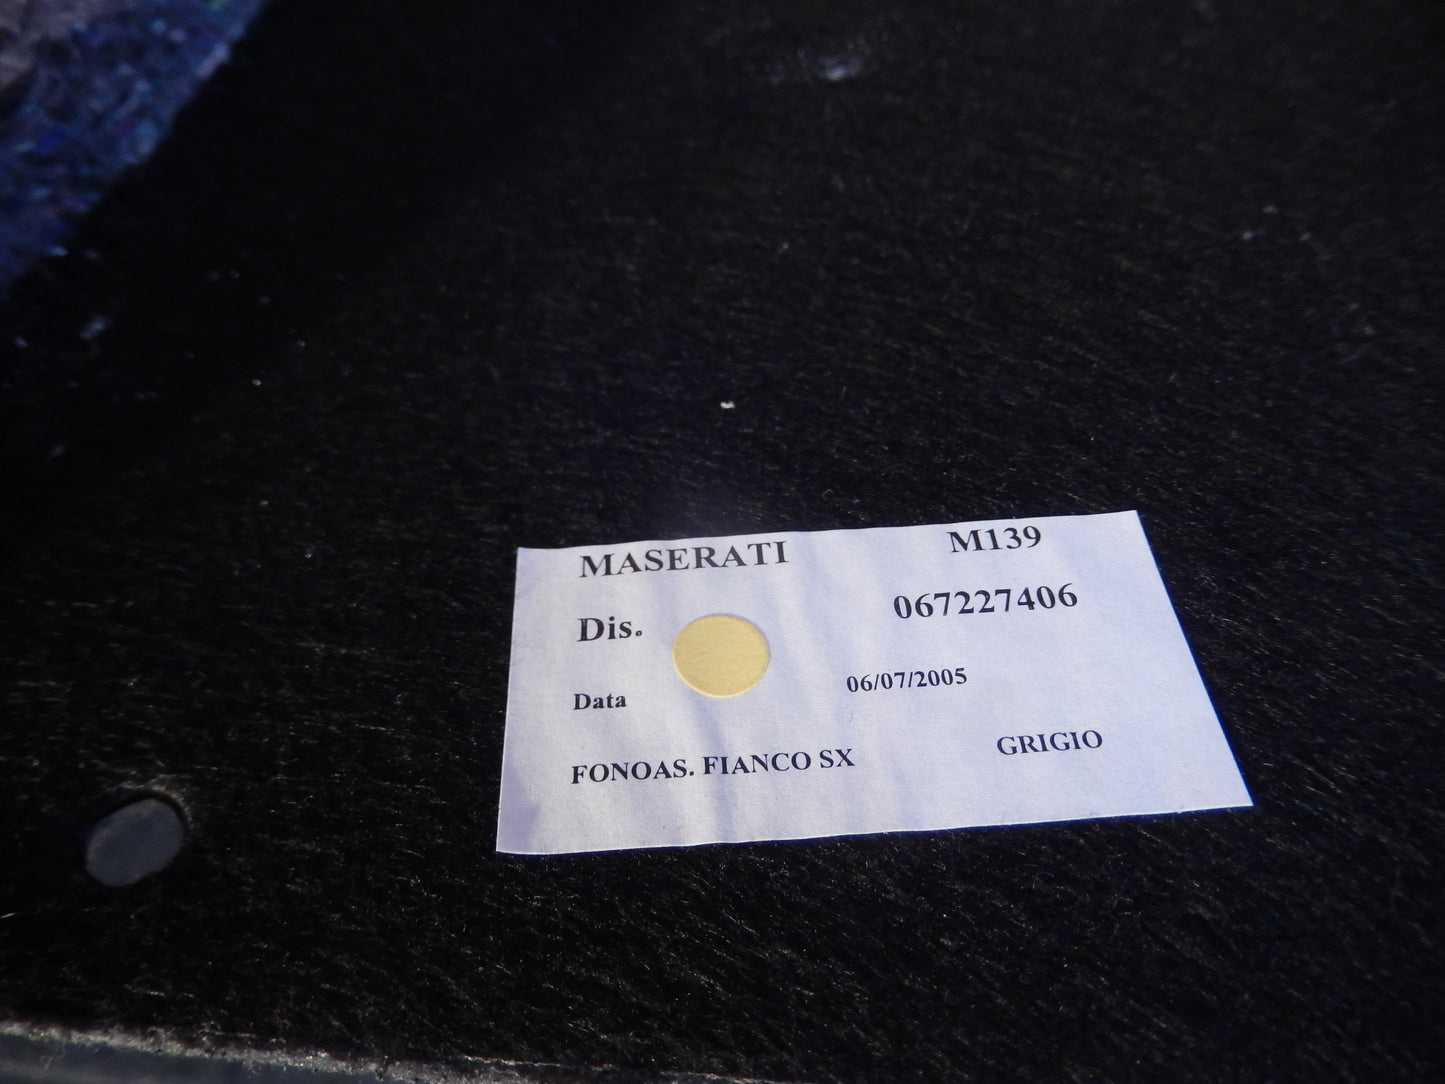 MASERATI M139
Dis. 067227406
Data 06/07/2005
FONOAS. FIANCO SX GRIGIO